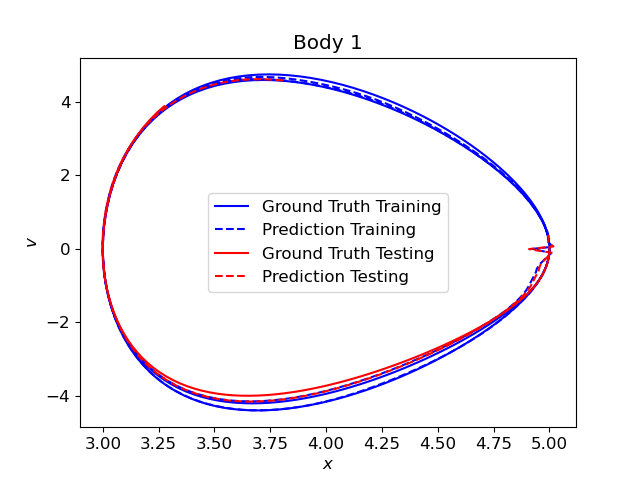 Body 1
4
2
0
−2
−4
v
Ground Truth Training
Prediction Training
Ground Truth Testing
Prediction Testing
3.00 3.25 3.50 3.75 4.00 4.25 4.50 4.75 5.00
x